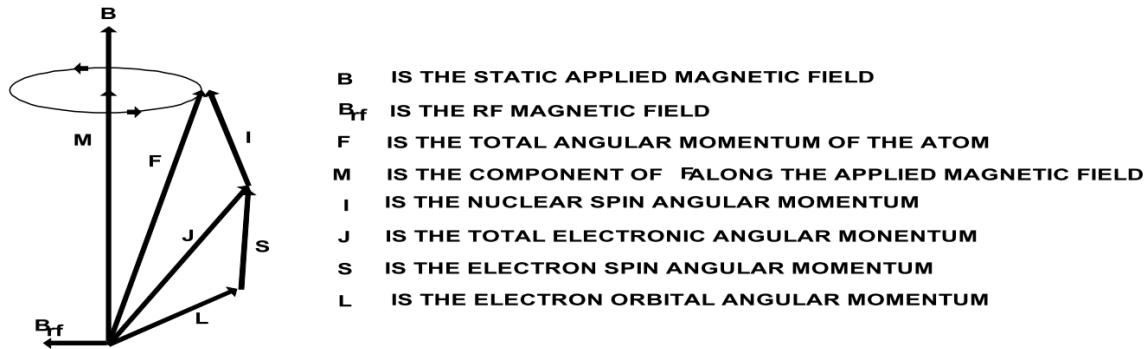 B
M
F
I
J
S
L
Brf
B IS THE STATIC APPLIED MAGNETIC FIELD
Brf IS THE RF MAGNETIC FIELD
F IS THE TOTAL ANGULAR MOMENTUM OF THE ATOM
M IS THE COMPONENT OF FALONG THE APPLIED MAGNETIC FIELD
I IS THE NUCLEAR SPIN ANGULAR MOMENTUM
J IS THE TOTAL ELECTRONIC ANGULAR MONENTUM
S IS THE ELECTRON SPIN ANGULAR MOMENTUM
L IS THE ELECTRON ORBITAL ANGULAR MOMENTUM